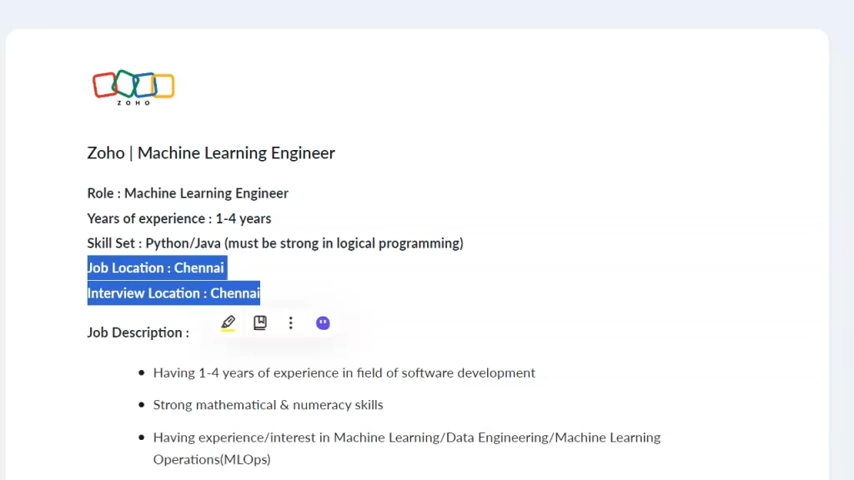 ZOHO
Zoho | Machine Learning Engineer
Role : Machine Learning Engineer
Years of experience : 1-4 years
Skill Set : Python/Java (must be strong in logical programming)
Job Location : Chennai
Interview Location : Chennai
Job Description :
Having 1-4 years of experience in field of software development
Strong mathematical & numeracy skills
Having experience/interest in Machine Learning/Data Engineering/Machine Learning
Operations(MLOps)